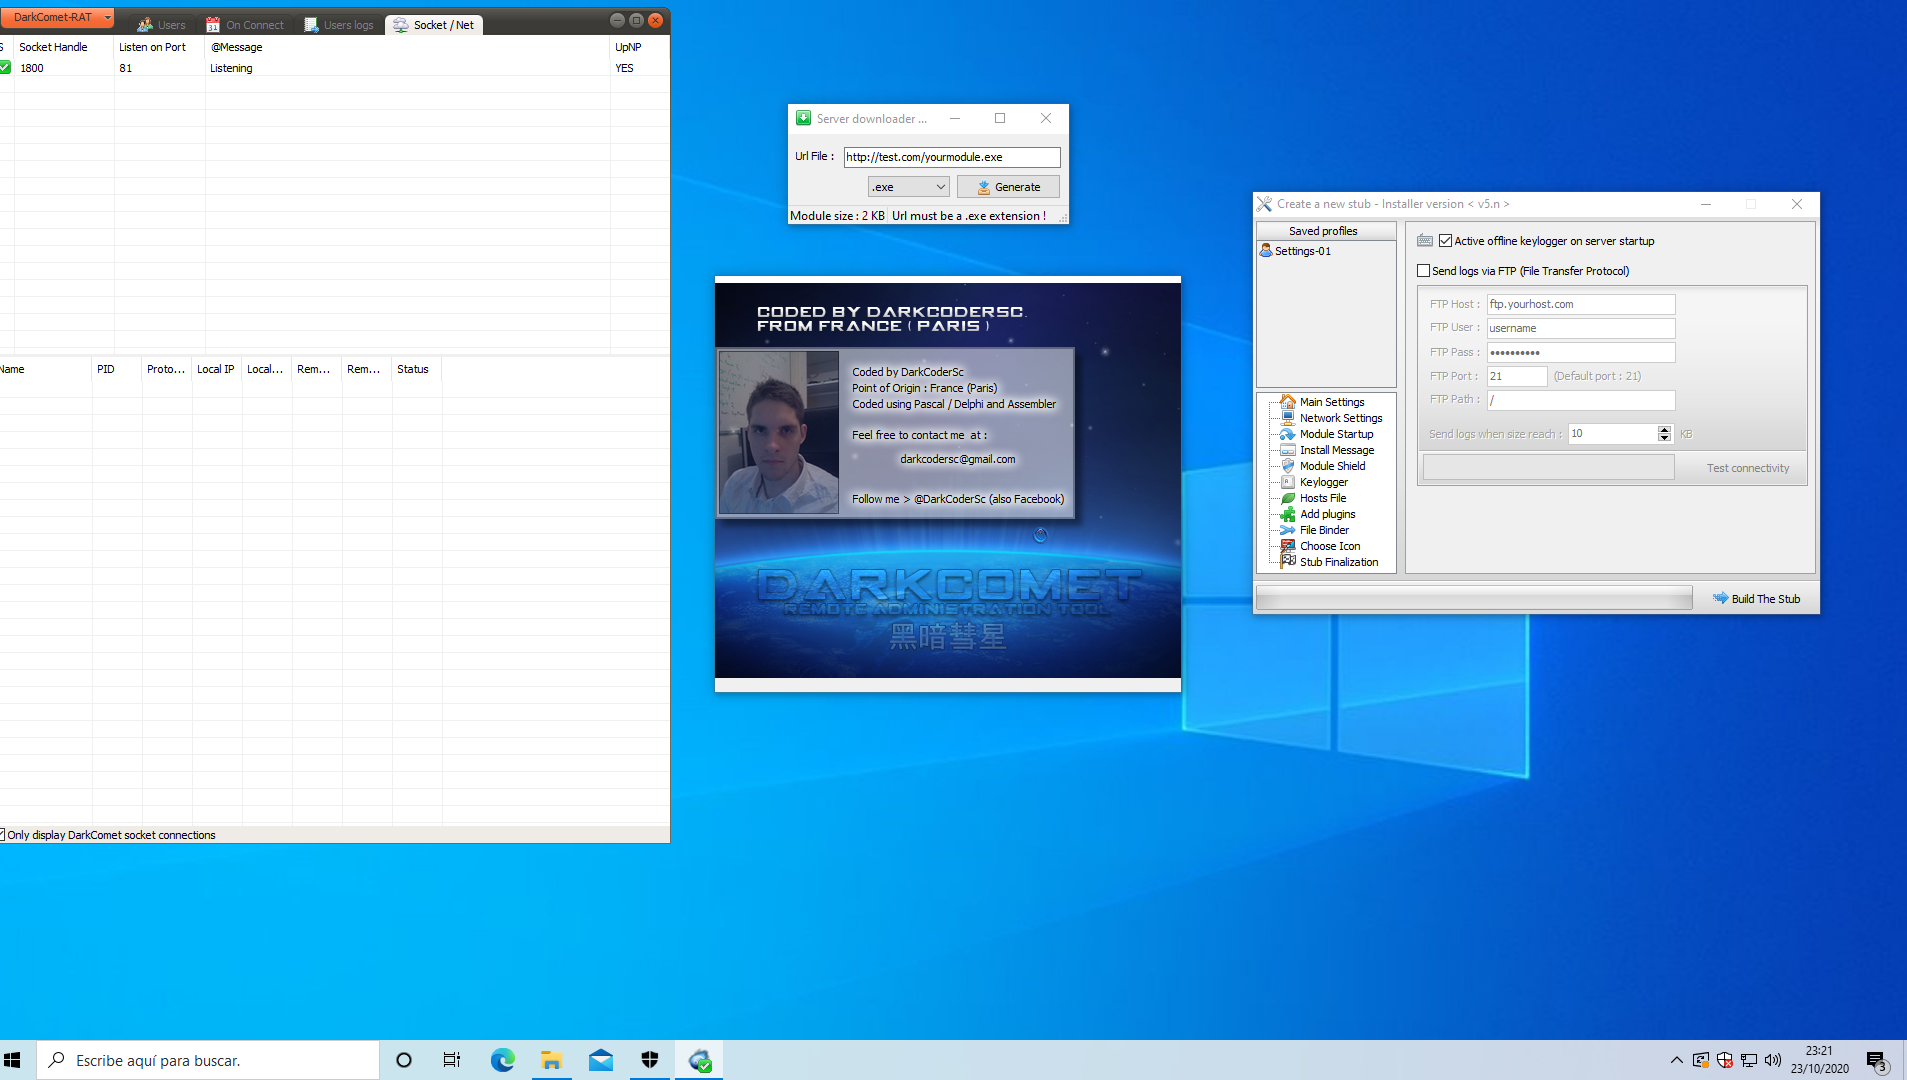 DarkComet-RAT
Users
On Connect
Users logs
Socket / Net
S
Socket Handle
Listen on Port
@Message
UpNP
1800
81
Listening
YES
Name
PID
Proto...
Local IP
Local...
Rem...
Rem...
Status
Only display DarkComet socket connections
Server downloader ...
Url File :
http://test.com/yourmodule.exe
.exe
Generate
Module size : 2 KB
Url must be a .exe extension !
CODED BY DARKCODERSC.
FROM FRANCE ( PARIS )
Coded by DarkCoderSc
Point of Origin : France (Paris)
Coded using Pascal / Delphi and Assembler
Feel free to contact me at :
darkcodersc@gmail.com
Follow me > @DarkCoderSc (also Facebook)
DARKCOMET
REMOTE ADMINISTRATION TOOL
黑暗彗星
Create a new stub - Installer version < v5.n >
Saved profiles
Settings-01
Main Settings
Network Settings
Module Startup
Install Message
Module Shield
Keylogger
Hosts File
Add plugins
File Binder
Choose Icon
Stub Finalization
Active offline keylogger on server startup
Send logs via FTP (File Transfer Protocol)
FTP Host :
ftp.yourhost.com
FTP User :
username
FTP Pass :
••••••••••
FTP Port :
21
(Default port : 21)
FTP Path :
/
Send logs when size reach :
10
KB
Test connectivity
Build The Stub
Escribe aquí para buscar.
23:21
23/10/2020
3